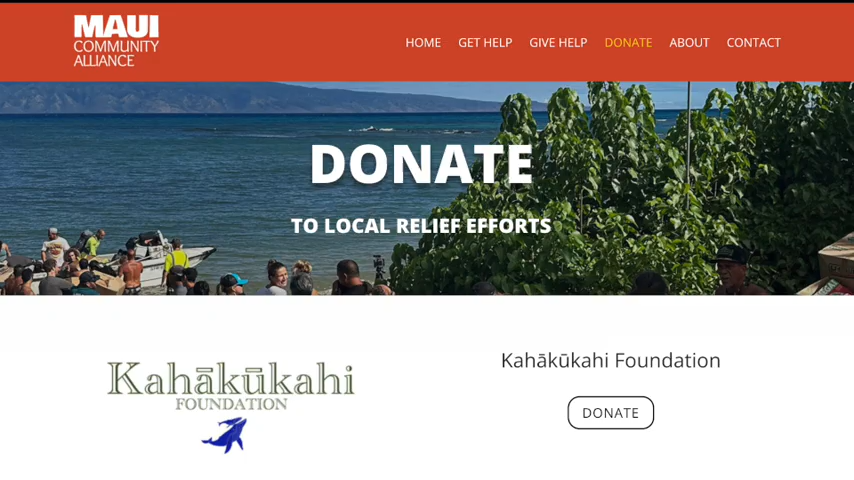 MAUI
COMMUNITY
ALLIANCE
HOME GET HELP GIVE HELP DONATE ABOUT CONTACT
DONATE
TO LOCAL RELIEF EFFORTS
Kahākūkahi
FOUNDATION
Kahākūkahi Foundation
DONATE